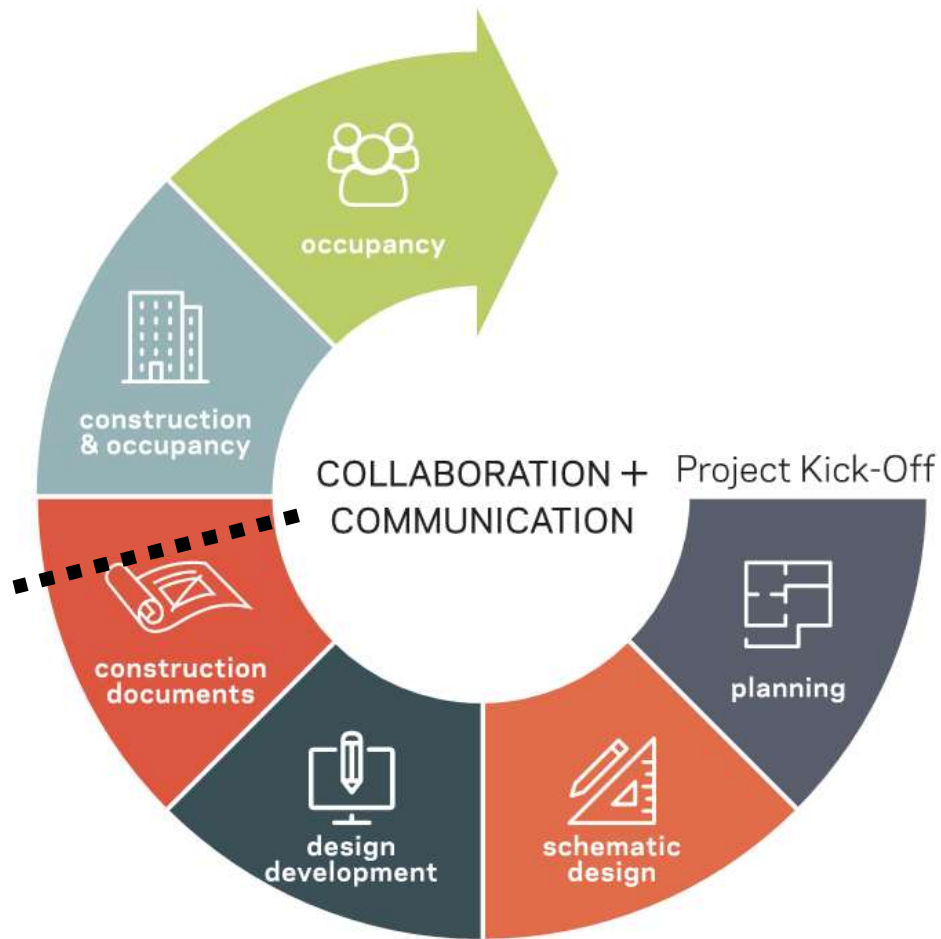 occupancy
construction
& occupancy
COLLABORATION +
COMMUNICATION
Project Kick-Off
construction
documents
planning
design
development
schematic
design